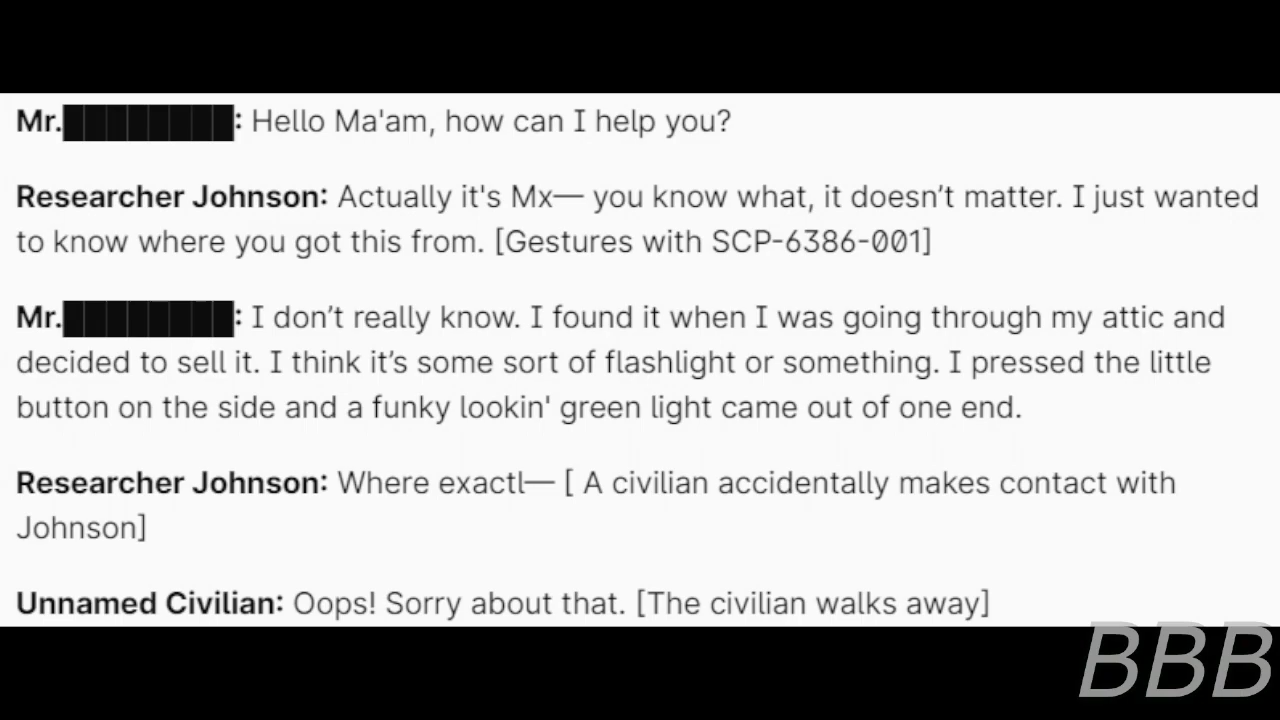 Mr.████████: Hello Ma'am, how can I help you?
Researcher Johnson: Actually it's Mx— you know what, it doesn’t matter. I just wanted
to know where you got this from. [Gestures with SCP-6386-001]
Mr.████████: I don’t really know. I found it when I was going through my attic and
decided to sell it. I think it’s some sort of flashlight or something. I pressed the little
button on the side and a funky lookin' green light came out of one end.
Researcher Johnson: Where exactl— [ A civilian accidentally makes contact with
Johnson]
Unnamed Civilian: Oops! Sorry about that. [The civilian walks away]
BBB